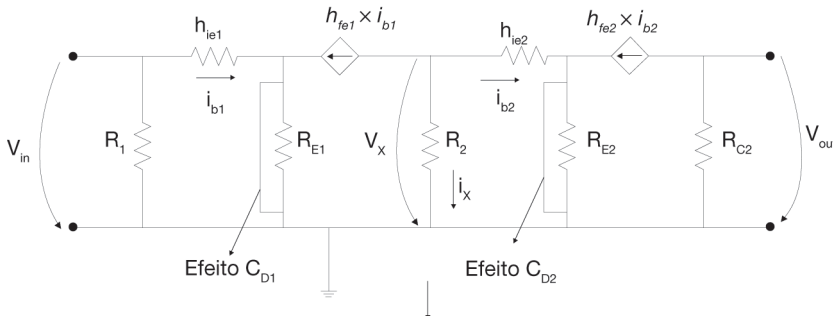 h_ie1
h_fe1 × i_b1
h_ie2
h_fe2 × i_b2
i_b1
i_b2
V_in
R_1
R_E1
V_X
R_2
i_X
R_E2
R_C2
V_ou
Efeito C_D1
Efeito C_D2